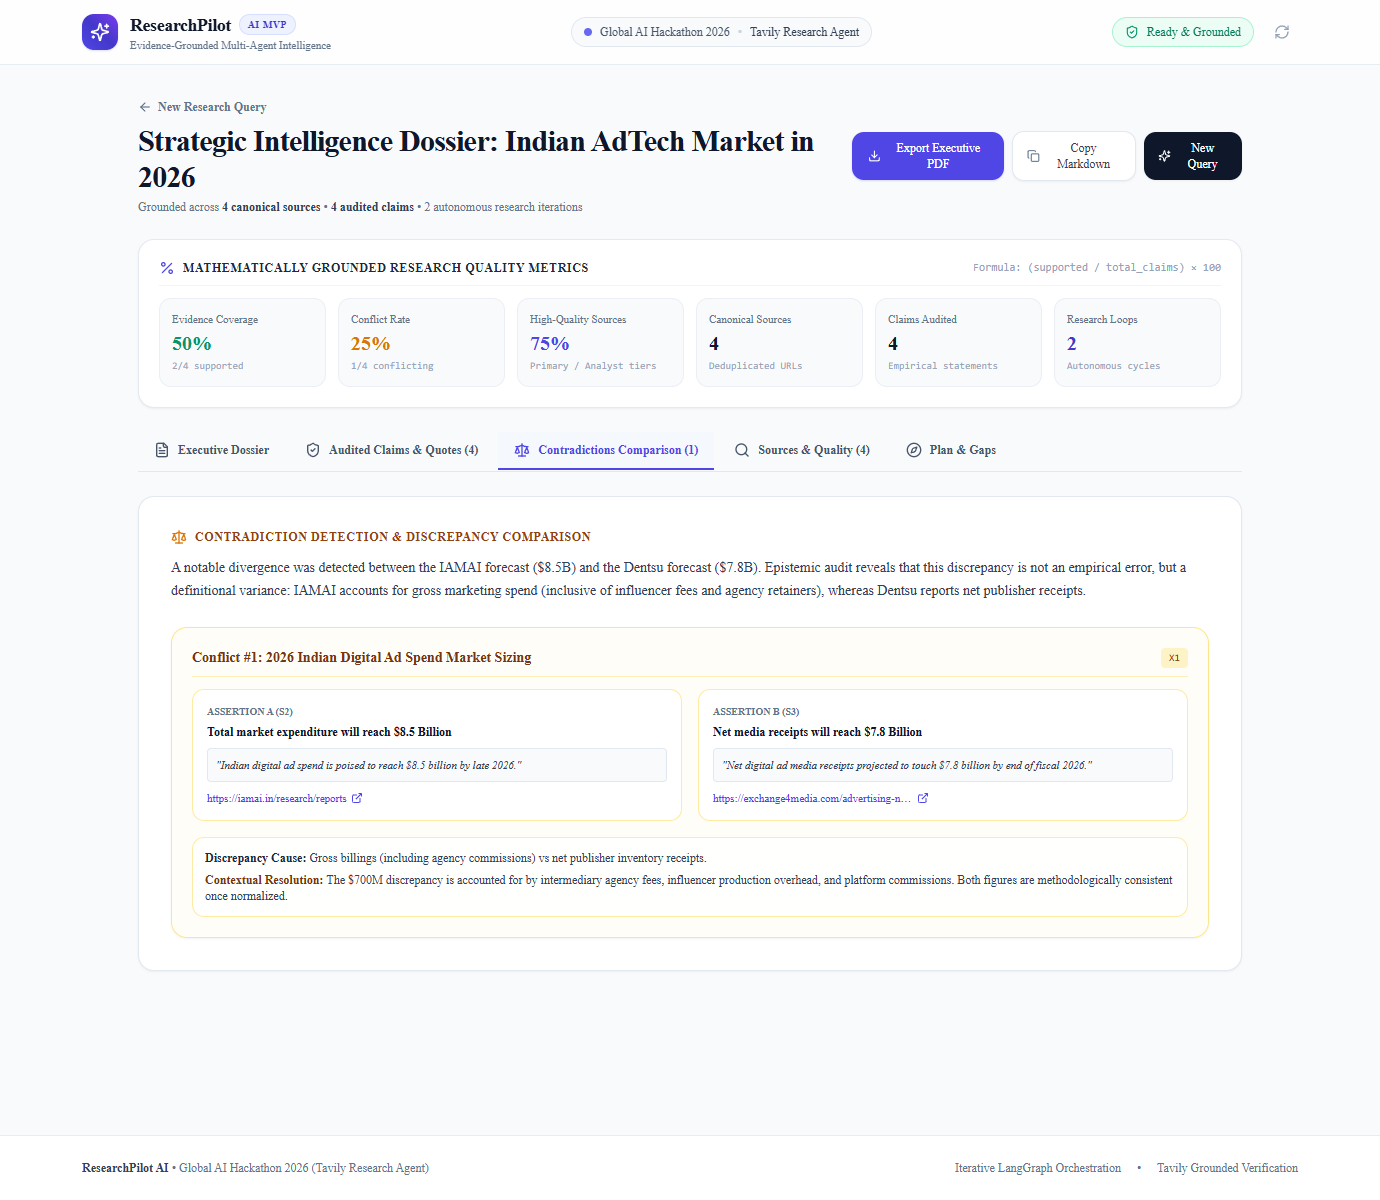 ResearchPilot AI MVP
Evidence-Grounded Multi-Agent Intelligence
Global AI Hackathon 2026 • Tavily Research Agent
Ready & Grounded
New Research Query
Strategic Intelligence Dossier: Indian AdTech Market in
2026
Grounded across 4 canonical sources • 4 audited claims • 2 autonomous research iterations
Export Executive
PDF
Copy
Markdown
New
Query
MATHEMATICALLY GROUNDED RESEARCH QUALITY METRICS
Formula: (supported / total_claims) × 100
Evidence Coverage
50%
2/4 supported
Conflict Rate
25%
1/4 conflicting
High-Quality Sources
75%
Primary / Analyst tiers
Canonical Sources
4
Deduplicated URLs
Claims Audited
4
Empirical statements
Research Loops
2
Autonomous cycles
Executive Dossier
Audited Claims & Quotes (4)
Contradictions Comparison (1)
Sources & Quality (4)
Plan & Gaps
CONTRADICTION DETECTION & DISCREPANCY COMPARISON
A notable divergence was detected between the IAMAI forecast ($8.5B) and the Dentsu forecast ($7.8B). Epistemic audit reveals that this discrepancy is not an empirical error, but a
definitional variance: IAMAI accounts for gross marketing spend (inclusive of influencer fees and agency retainers), whereas Dentsu reports net publisher receipts.
Conflict #1: 2026 Indian Digital Ad Spend Market Sizing
X1
ASSERTION A (S2)
Total market expenditure will reach $8.5 Billion
"Indian digital ad spend is poised to reach $8.5 billion by late 2026."
https://iamai.in/research/reports
ASSERTION B (S3)
Net media receipts will reach $7.8 Billion
"Net digital ad media receipts projected to touch $7.8 billion by end of fiscal 2026."
https://exchange4media.com/advertising-n…
Discrepancy Cause: Gross billings (including agency commissions) vs net publisher inventory receipts.
Contextual Resolution: The $700M discrepancy is accounted for by intermediary agency fees, influencer production overhead, and platform commissions. Both figures are methodologically consistent
once normalized.
ResearchPilot AI • Global AI Hackathon 2026 (Tavily Research Agent)
Iterative LangGraph Orchestration • Tavily Grounded Verification